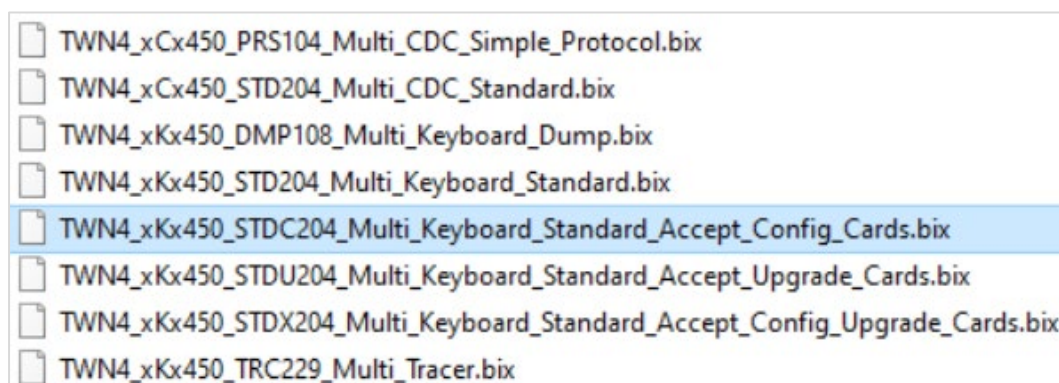 TWN4_xCx450_PRS104_Multi_CDC_Simple_Protocol.bix
TWN4_xCx450_STD204_Multi_CDC_Standard.bix
TWN4_xKx450_DMP108_Multi_Keyboard_Dump.bix
TWN4_xKx450_STD204_Multi_Keyboard_Standard.bix
TWN4_xKx450_STDC204_Multi_Keyboard_Standard_Accept_Config_Cards.bix
TWN4_xKx450_STDU204_Multi_Keyboard_Standard_Accept_Upgrade_Cards.bix
TWN4_xKx450_STDX204_Multi_Keyboard_Standard_Accept_Config_Upgrade_Cards.bix
TWN4_xKx450_TRC229_Multi_Tracer.bix